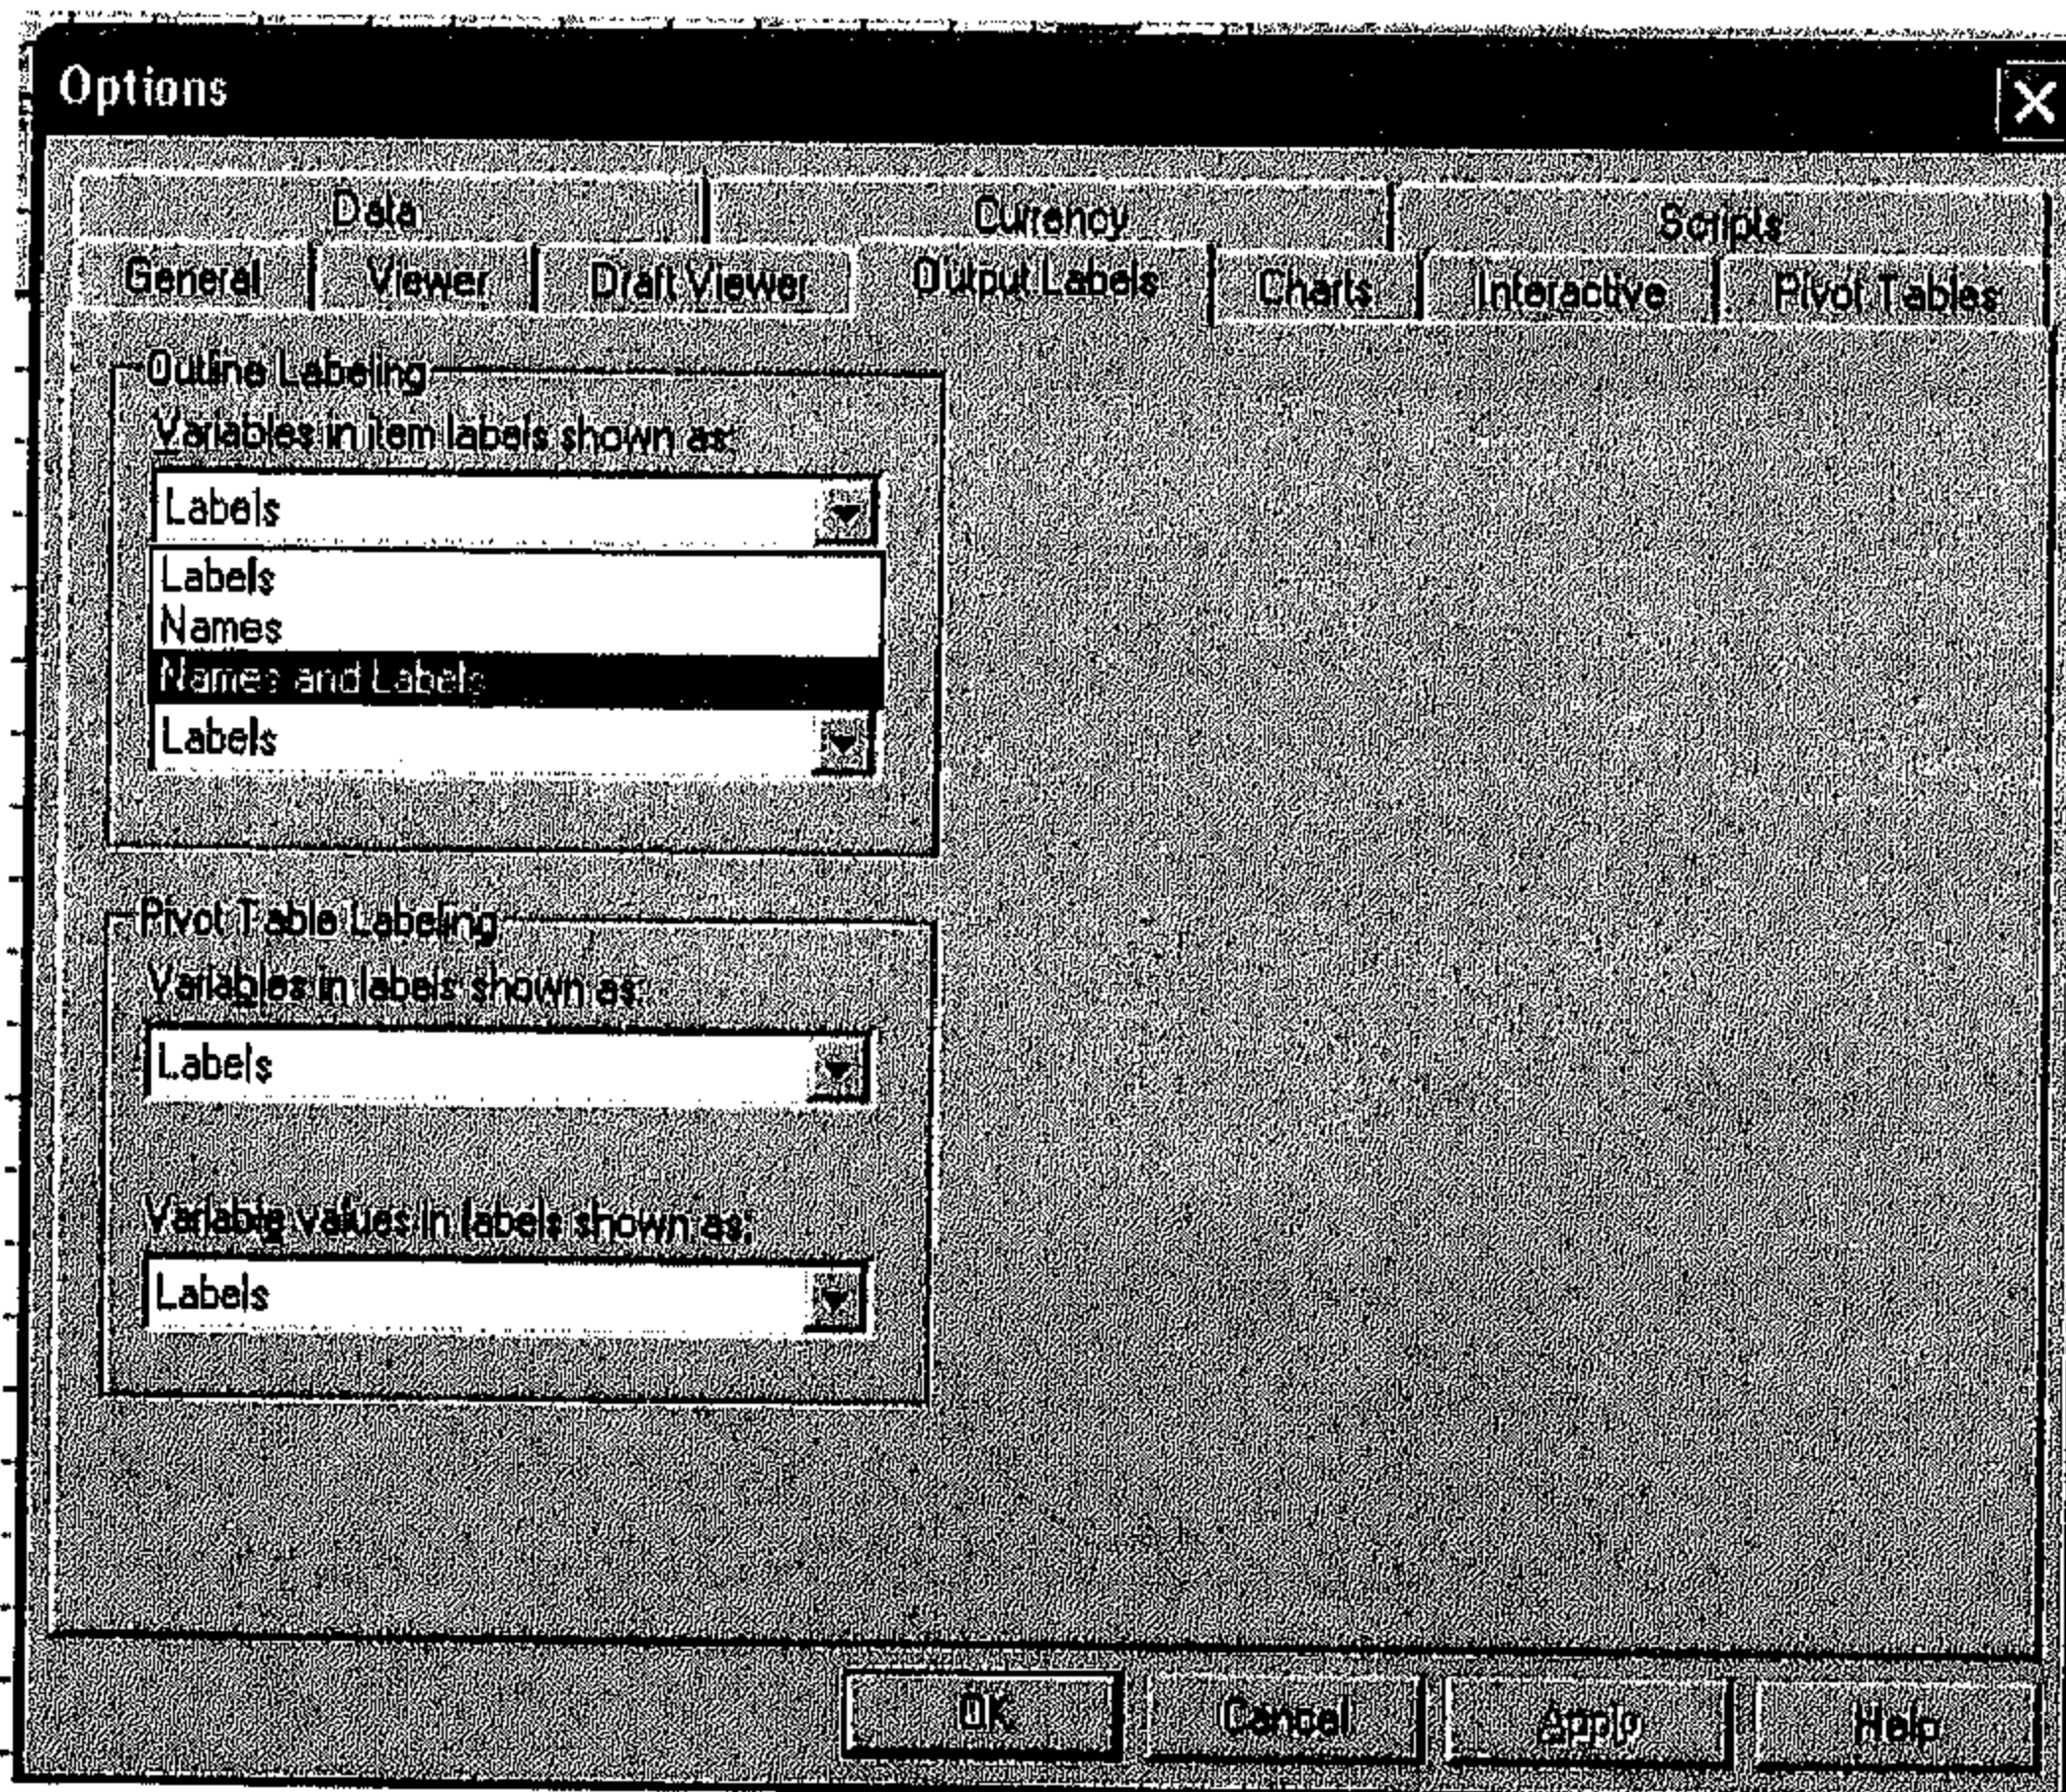 Options
Data Currency Scripts
General Viewer Draft Viewer Output Labels Charts Interactive Pivot Tables
Outline Labeling
Variables in item labels shown as:
Labels
Labels
Names
Names and Labels
Labels
Pivot Table Labeling
Variables in labels shown as:
Labels
Variable values in labels shown as:
Labels
OK Cancel Apply Help